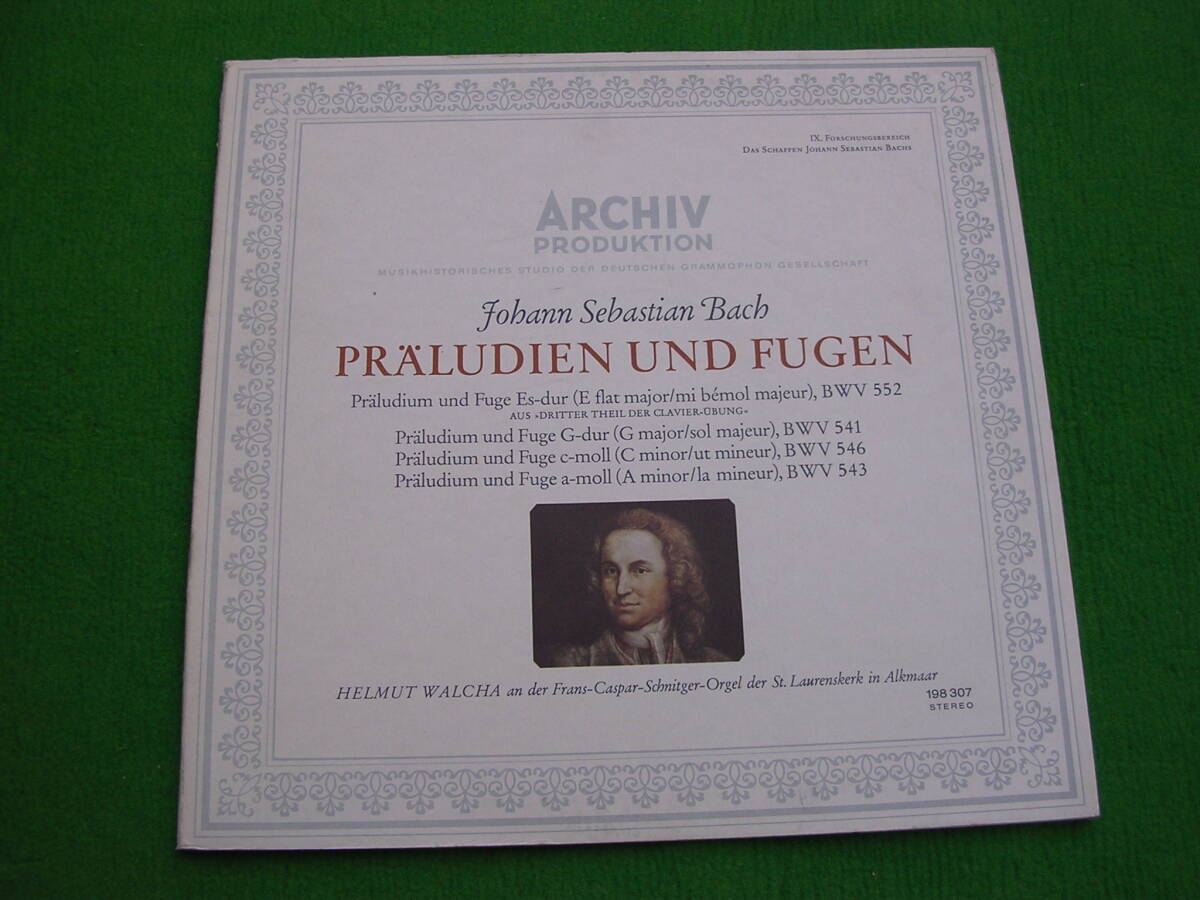 IX. FORSCHUNGSBEREICH
DAS SCHAFFEN JOHANN SEBASTIAN BACHS
ARCHIV
PRODUKTION
MUSIKHISTORISCHES STUDIO DER DEUTSCHEN GRAMMOPHON GESELLSCHAFT
Johann Sebastian Bach
PRÄLUDIEN UND FUGEN
Präludium und Fuge Es-dur (E flat major/mi bémol majeur), BWV 552
AUS »DRITTER THEIL DER CLAVIER-ÜBUNG«
Präludium und Fuge G-dur (G major/sol majeur), BWV 541
Präludium und Fuge c-moll (C minor/ut mineur), BWV 546
Präludium und Fuge a-moll (A minor/la mineur), BWV 543
HELMUT WALCHA an der Frans-Caspar-Schnitger-Orgel der St. Laurenskerk in Alkmaar
198 307
STEREO